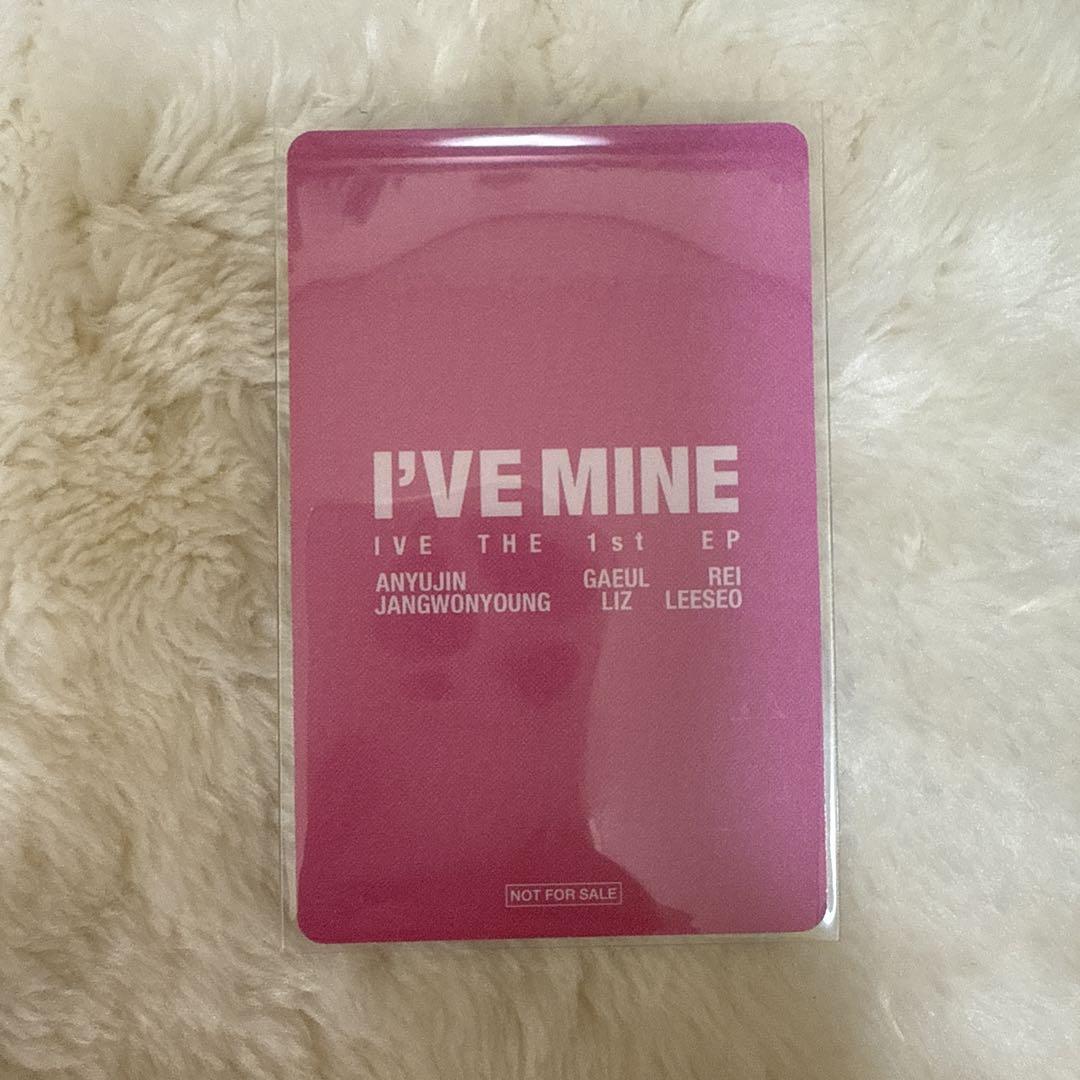 I'VE MINE
IVE THE 1st EP
ANYUJIN GAEUL REI
JANGWONYOUNG LIZ LEESEO
NOT FOR SALE